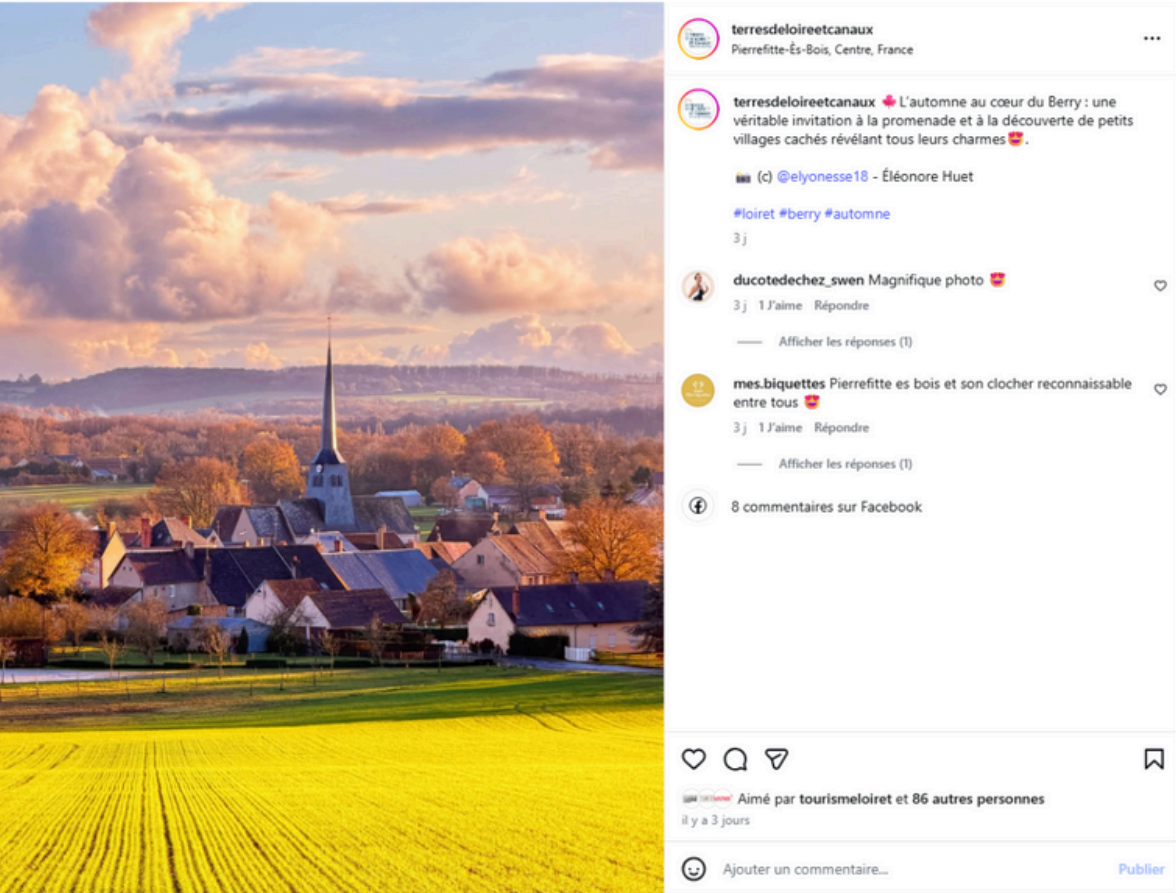 terresdeloireetcanaux
Pierrefitte-Ès-Bois, Centre, France
terresdeloireetcanaux 🍁L'automne au cœur du Berry : une
véritable invitation à la promenade et à la découverte de petits
villages cachés révélant tous leurs charmes😍.
📸 (c) @elyonesse18 - Éléonore Huet
#loiret #berry #automne
3 j
ducotedechez_swen Magnifique photo 😍
3 j 1 J'aime Répondre
Afficher les réponses (1)
mes.biquettes Pierrefitte es bois et son clocher reconnaissable
entre tous 😍
3 j 1 J'aime Répondre
Afficher les réponses (1)
8 commentaires sur Facebook
Aimé par tourismeloiret et 86 autres personnes
il y a 3 jours
Ajouter un commentaire...
Publier